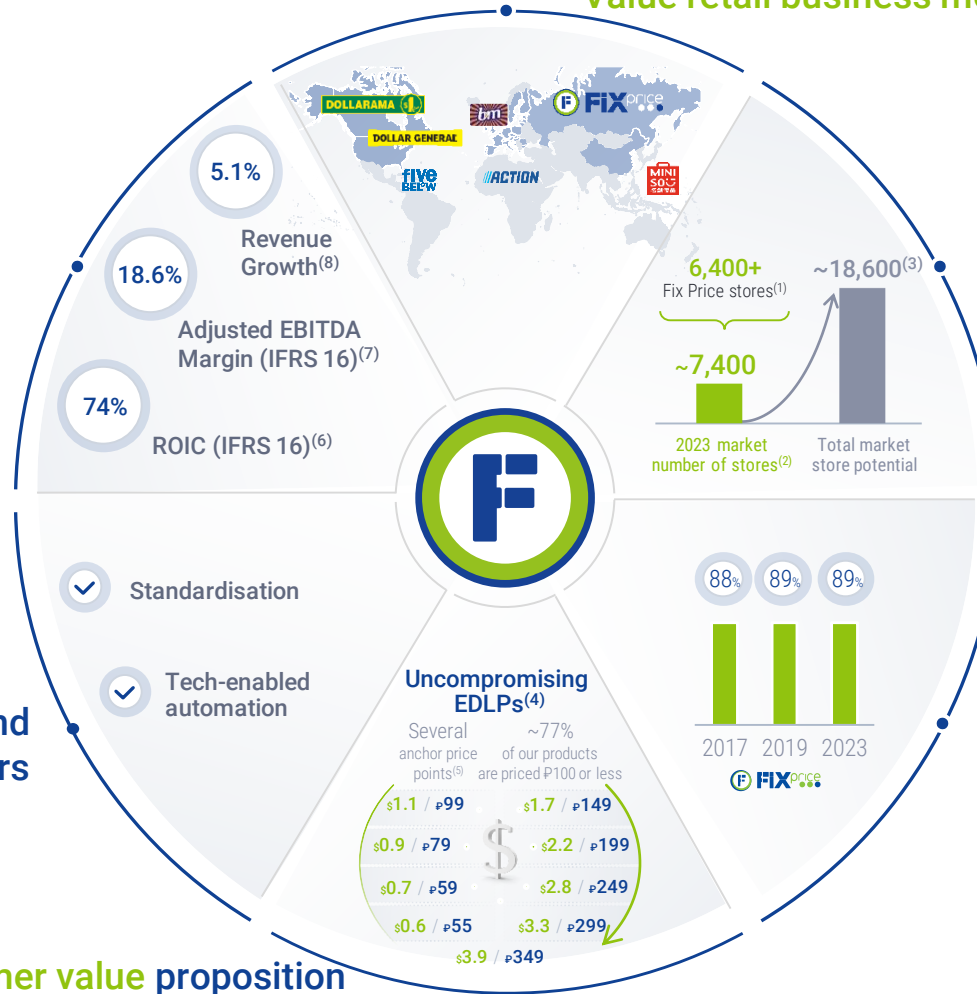 Value retail business mo
DOLLARAMA
DOLLAR GENERAL
five
BEL°W
bm
ACTION
F FIX price
MINI
SO
5.1%
Revenue
Growth(8)
18.6%
Adjusted EBITDA
Margin (IFRS 16)(7)
74%
ROIC (IFRS 16)(6)
6,400+
Fix Price stores(1)
~18,600(3)
~7,400
2023 market
number of stores(2)
Total market
store potential
F
88% 89% 89%
2017 2019 2023
F FIX price
Standardisation
Tech-enabled
automation
nd
rs
Uncompromising
EDLPs(4)
Several
anchor price
points(5)
~77%
of our products
are priced ₽100 or less
$1.1 / ₽99
$1.7 / ₽149
$0.9 / ₽79
$2.2 / ₽199
$
$0.7 / ₽59
$2.8 / ₽249
$0.6 / ₽55
$3.3 / ₽299
$3.9 / ₽349
ner value proposition